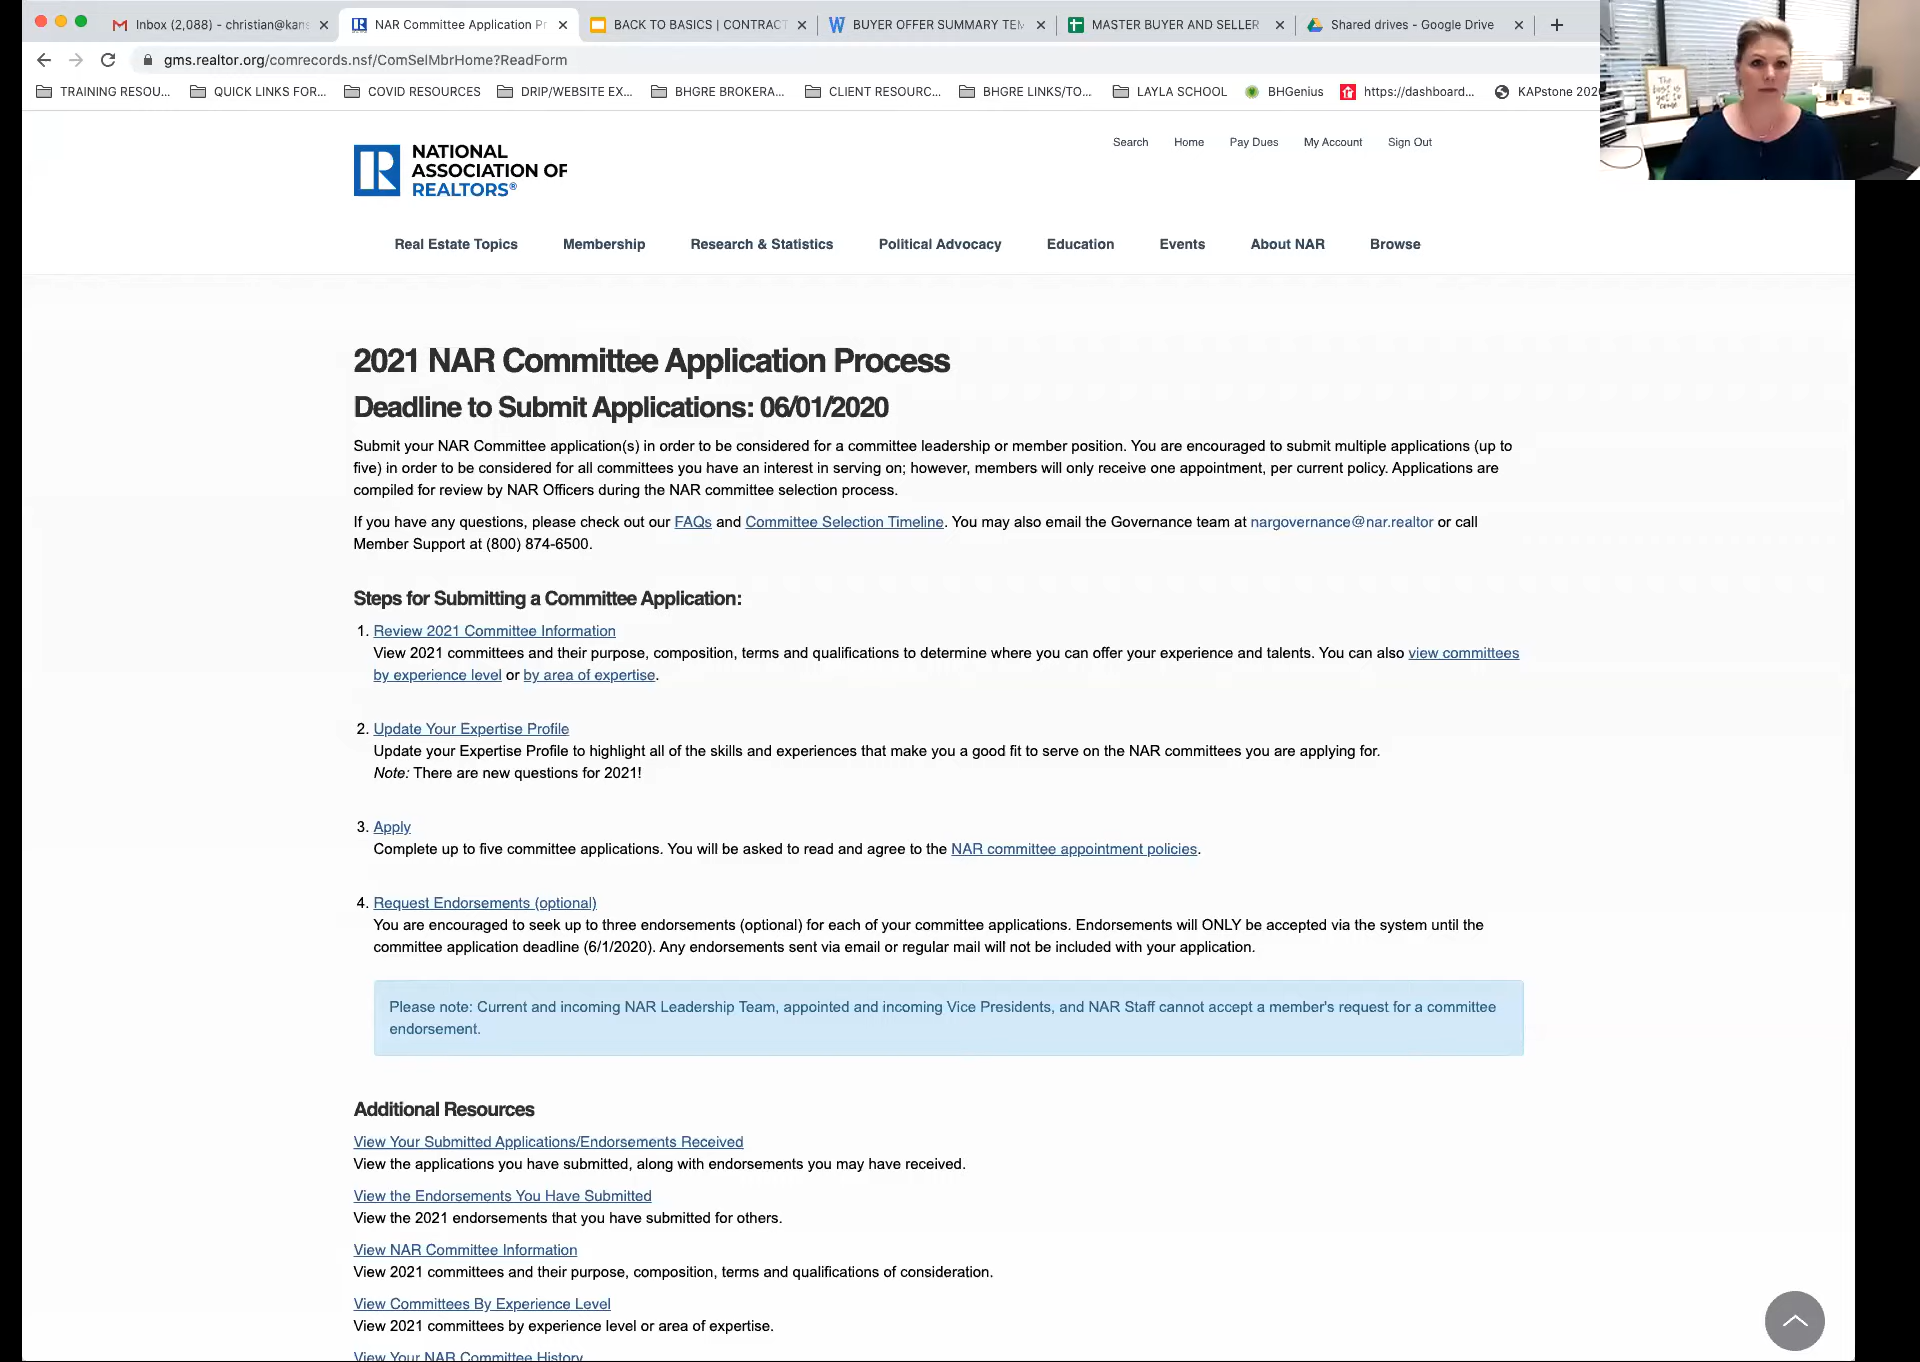 Inbox (2,088) - christian@kans
NAR Committee Application Pr
BACK TO BASICS | CONTRACT
BUYER OFFER SUMMARY TEM
MASTER BUYER AND SELLER
Shared drives - Google Drive
gms.realtor.org/comrecords.nsf/ComSelMbrHome?ReadForm
TRAINING RESOU...
QUICK LINKS FOR...
COVID RESOURCES
DRIP/WEBSITE EX...
BHGRE BROKERA...
CLIENT RESOURC...
BHGRE LINKS/TO...
LAYLA SCHOOL
BHGenius
https://dashboard...
KAPstone 202
The best is yet to come
Search Home Pay Dues My Account Sign Out
NATIONAL
ASSOCIATION OF
REALTORS®
Real Estate Topics Membership Research & Statistics Political Advocacy Education Events About NAR Browse
2021 NAR Committee Application Process
Deadline to Submit Applications: 06/01/2020
Submit your NAR Committee application(s) in order to be considered for a committee leadership or member position. You are encouraged to submit multiple applications (up to
five) in order to be considered for all committees you have an interest in serving on; however, members will only receive one appointment, per current policy. Applications are
compiled for review by NAR Officers during the NAR committee selection process.
If you have any questions, please check out our FAQs and Committee Selection Timeline. You may also email the Governance team at nargovernance@nar.realtor or call
Member Support at (800) 874-6500.
Steps for Submitting a Committee Application:
1. Review 2021 Committee Information
View 2021 committees and their purpose, composition, terms and qualifications to determine where you can offer your experience and talents. You can also view committees
by experience level or by area of expertise.
2. Update Your Expertise Profile
Update your Expertise Profile to highlight all of the skills and experiences that make you a good fit to serve on the NAR committees you are applying for.
Note: There are new questions for 2021!
3. Apply
Complete up to five committee applications. You will be asked to read and agree to the NAR committee appointment policies.
4. Request Endorsements (optional)
You are encouraged to seek up to three endorsements (optional) for each of your committee applications. Endorsements will ONLY be accepted via the system until the
committee application deadline (6/1/2020). Any endorsements sent via email or regular mail will not be included with your application.
Please note: Current and incoming NAR Leadership Team, appointed and incoming Vice Presidents, and NAR Staff cannot accept a member's request for a committee
endorsement.
Additional Resources
View Your Submitted Applications/Endorsements Received
View the applications you have submitted, along with endorsements you may have received.
View the Endorsements You Have Submitted
View the 2021 endorsements that you have submitted for others.
View NAR Committee Information
View 2021 committees and their purpose, composition, terms and qualifications of consideration.
View Committees By Experience Level
View 2021 committees by experience level or area of expertise.
View Your NAR Committee History